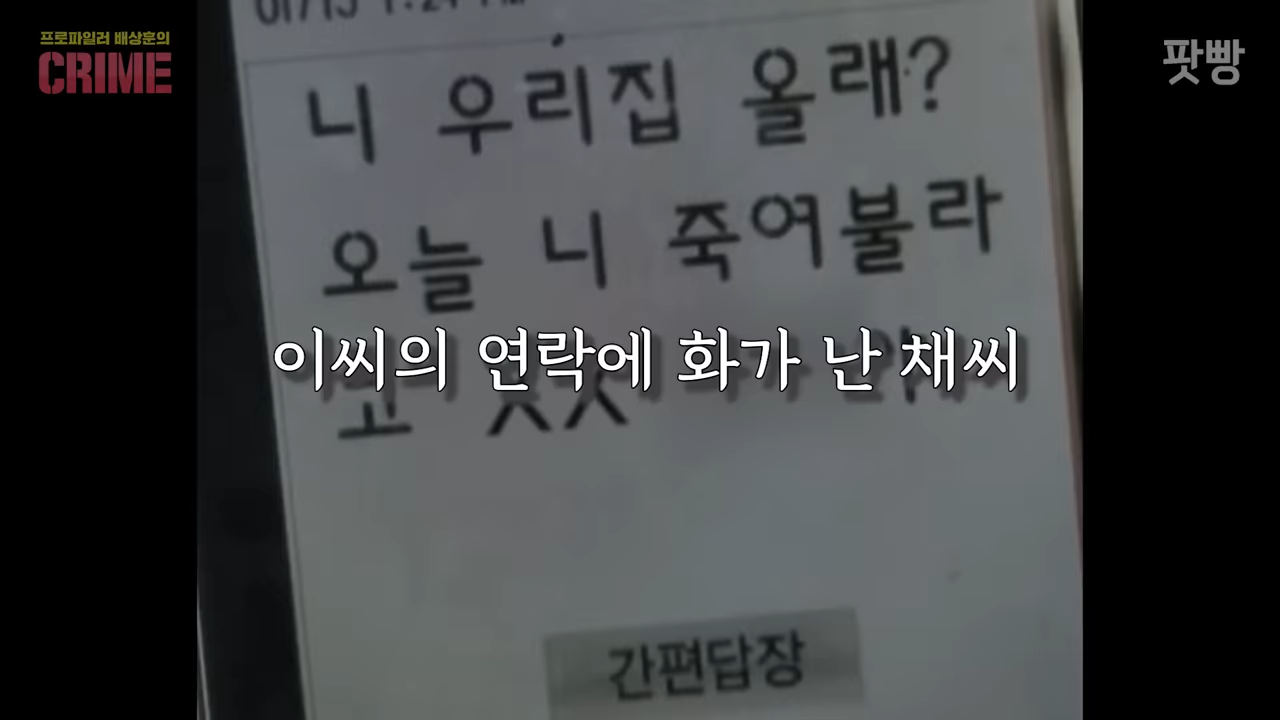 프로파일러 배상훈의
CRIME
팟빵
니 우리집 올래?
오늘 니 죽어불라
이씨의 연락에 화가 난 채씨
고 ㅅㅅ
간편답장